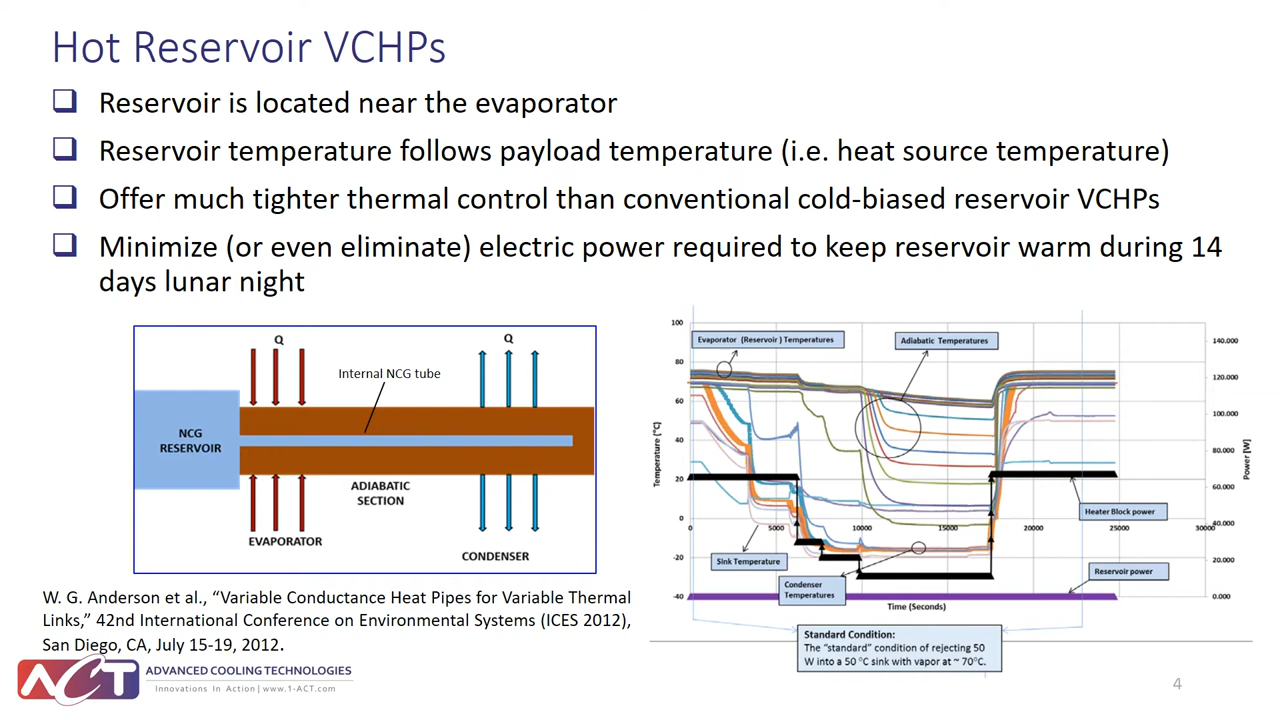 Hot Reservoir VCHPs
❑ Reservoir is located near the evaporator
❑ Reservoir temperature follows payload temperature (i.e. heat source temperature)
❑ Offer much tighter thermal control than conventional cold-biased reservoir VCHPs
❑ Minimize (or even eliminate) electric power required to keep reservoir warm during 14
days lunar night
Q
Q
Internal NCG tube
NCG
RESERVOIR
ADIABATIC
SECTION
EVAPORATOR
CONDENSER
W. G. Anderson et al., “Variable Conductance Heat Pipes for Variable Thermal
Links,” 42nd International Conference on Environmental Systems (ICES 2012),
San Diego, CA, July 15-19, 2012.
100
80
60
40
20
0
-20
-40
Temperature (°C)
0
5000
10000
15000
20000
25000
30000
Time (Seconds)
140.000
120.000
100.000
80.000
60.000
40.000
20.000
0.000
Power [W]
Evaporator (Reservoir) Temperatures
Adiabatic Temperatures
Heater Block power
Sink Temperature
Condenser
Temperatures
Reservoir power
Standard Condition:
The “standard” condition of rejecting 50
W into a 50 °C sink with vapor at ~ 70°C.
ACT
ADVANCED COOLING TECHNOLOGIES
Innovations In Action | www.1-ACT.com
4